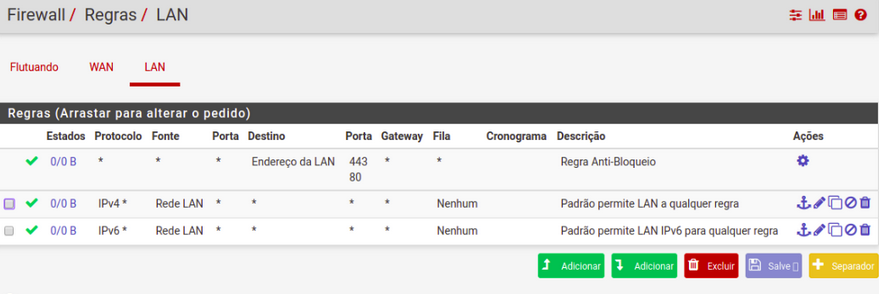 Firewall / Regras / LAN
Flutuando WAN LAN
Regras (Arrastar para alterar o pedido)
Estados Protocolo Fonte Porta Destino Porta Gateway Fila Cronograma Descrição Ações
0/0 B * * * Endereço da LAN 443 * * Regra Anti-Bloqueio
80
0/0 B IPv4 * Rede LAN * * * * Nenhum Padrão permite LAN a qualquer regra
0/0 B IPv6 * Rede LAN * * * * Nenhum Padrão permite LAN IPv6 para qualquer regra
Adicionar Adicionar Excluir Salve Separador